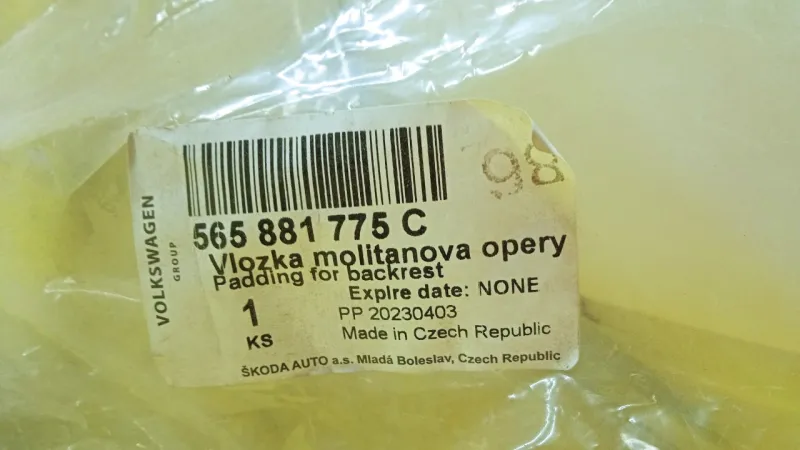 VOLKSWAGEN
GROUP
98
565 881 775 C
Vlozka molitanova opery
Padding for backrest
Expire date: NONE
1
KS
PP 20230403
Made in Czech Republic
ŠKODA AUTO a.s. Mladá Boleslav, Czech Republic